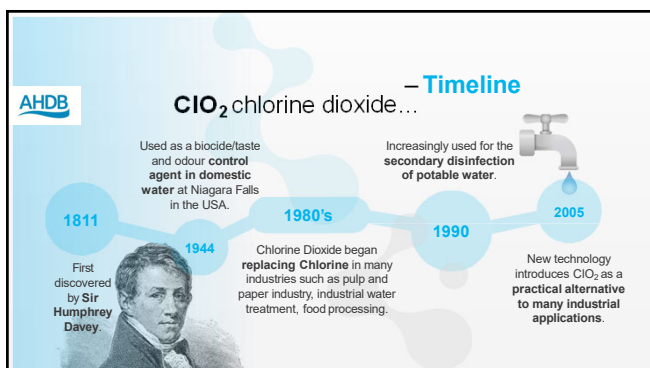 AHDB
– Timeline
ClO₂ chlorine dioxide...
1811
First
discovered
by Sir
Humphrey
Davey.
Used as a biocide/taste
and odour control
agent in domestic
water at Niagara Falls
in the USA.
1944
1980's
Chlorine Dioxide began
replacing Chlorine in many
industries such as pulp and
paper industry, industrial water
treatment, food processing.
Increasingly used for the
secondary disinfection
of potable water.
1990
2005
New technology
introduces ClO₂ as a
practical alternative
to many industrial
applications.